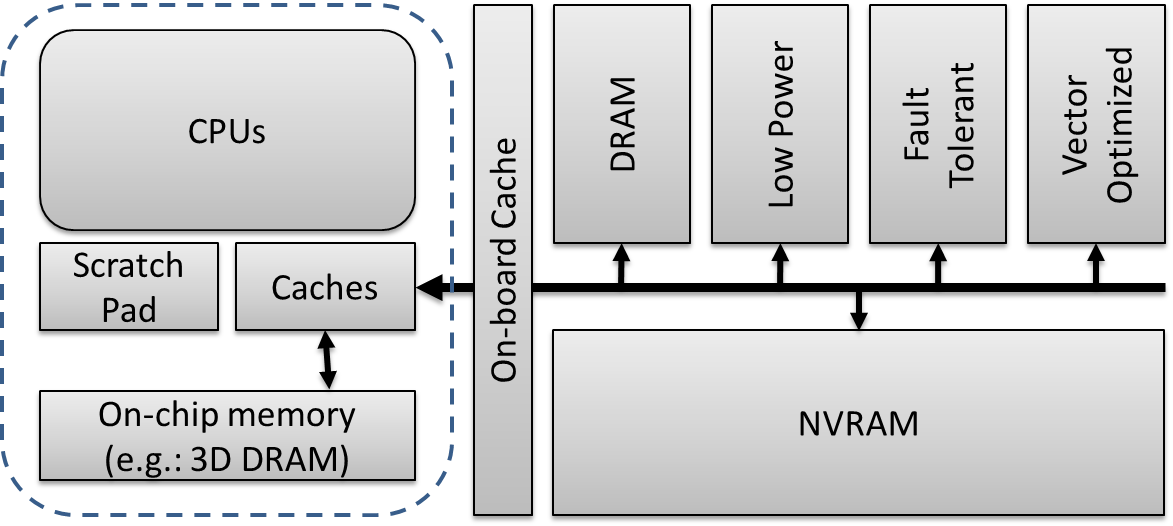 CPUs
Scratch
Pad
Caches
On-chip memory
(e.g.: 3D DRAM)
On-board Cache
DRAM
Low Power
Fault
Tolerant
Vector
Optimized
NVRAM